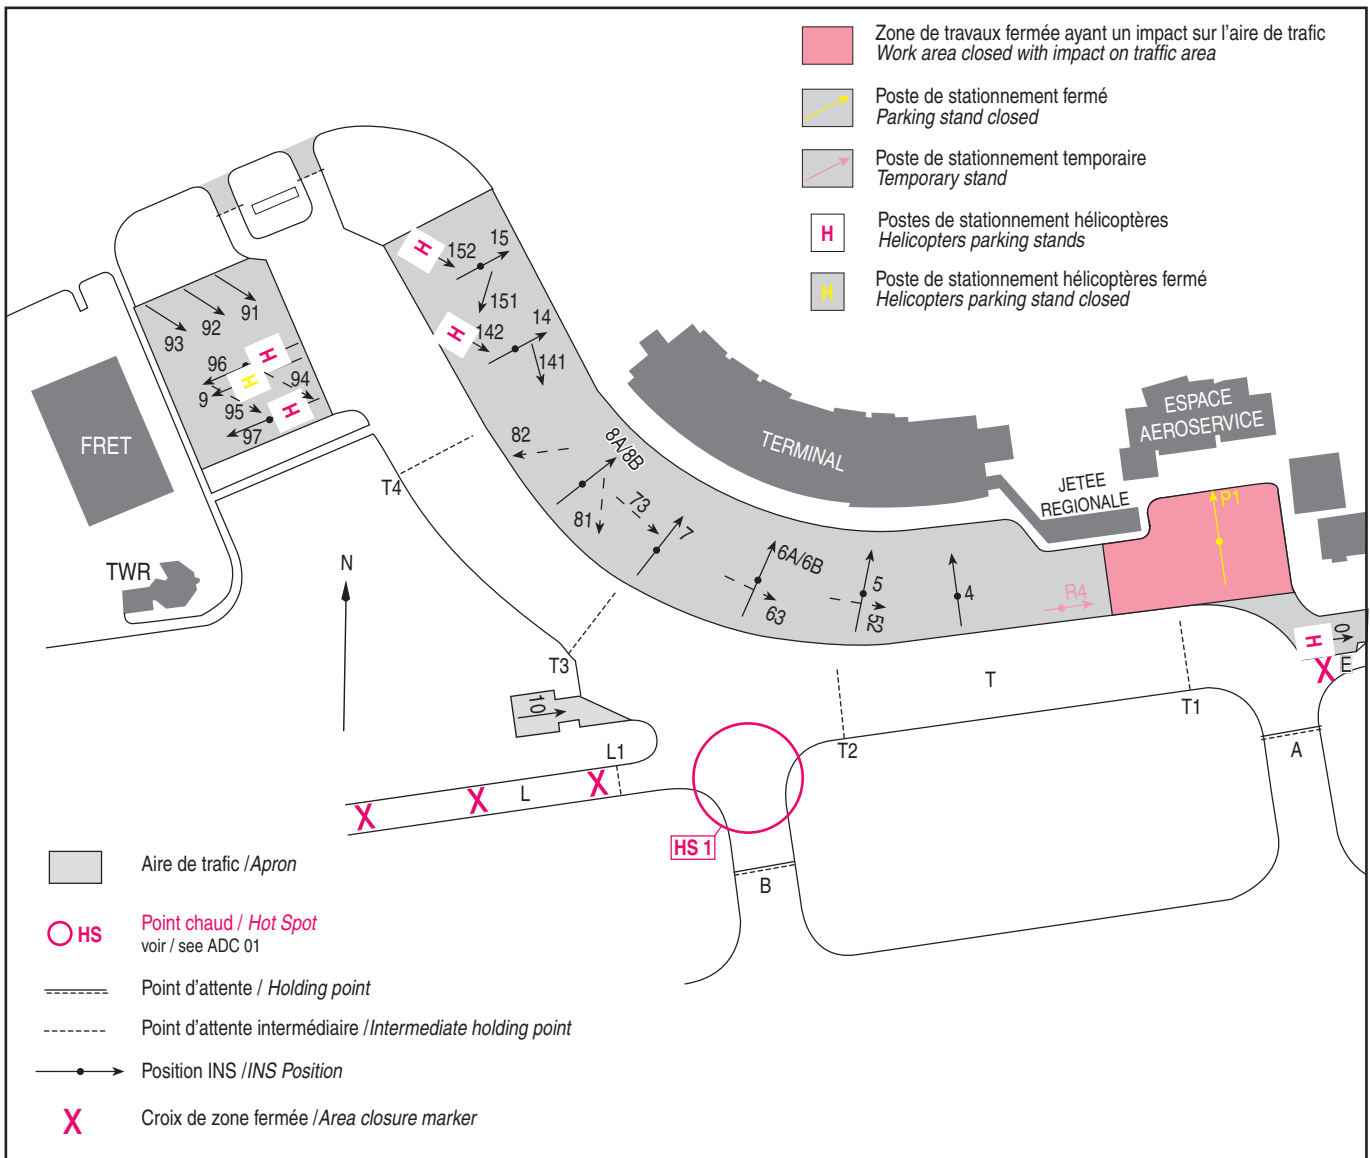 Zone de travaux fermée ayant un impact sur l'aire de trafic
Work area closed with impact on traffic area
Poste de stationnement fermé
Parking stand closed
Poste de stationnement temporaire
Temporary stand
H
Postes de stationnement hélicoptères
Helicopters parking stands
H
Poste de stationnement hélicoptères fermé
Helicopters parking stand closed
H
152
15
151
H
142
14
141
91
92
93
96
H
H
94
9
95
H
97
FRET
TWR
T4
82
8A/8B
81
73
7
6A/6B
63
5
52
4
R4
P1
TERMINAL
JETEE
REGIONALE
ESPACE
AEROSERVICE
H
0
E
N
T3
10
L1
L
X
X
X
X
T
T1
T2
A
B
HS 1
Aire de trafic / Apron
HS
Point chaud / Hot Spot
voir / see ADC 01
Point d'attente / Holding point
Point d'attente intermédiaire / Intermediate holding point
Position INS / INS Position
X
Croix de zone fermée / Area closure marker